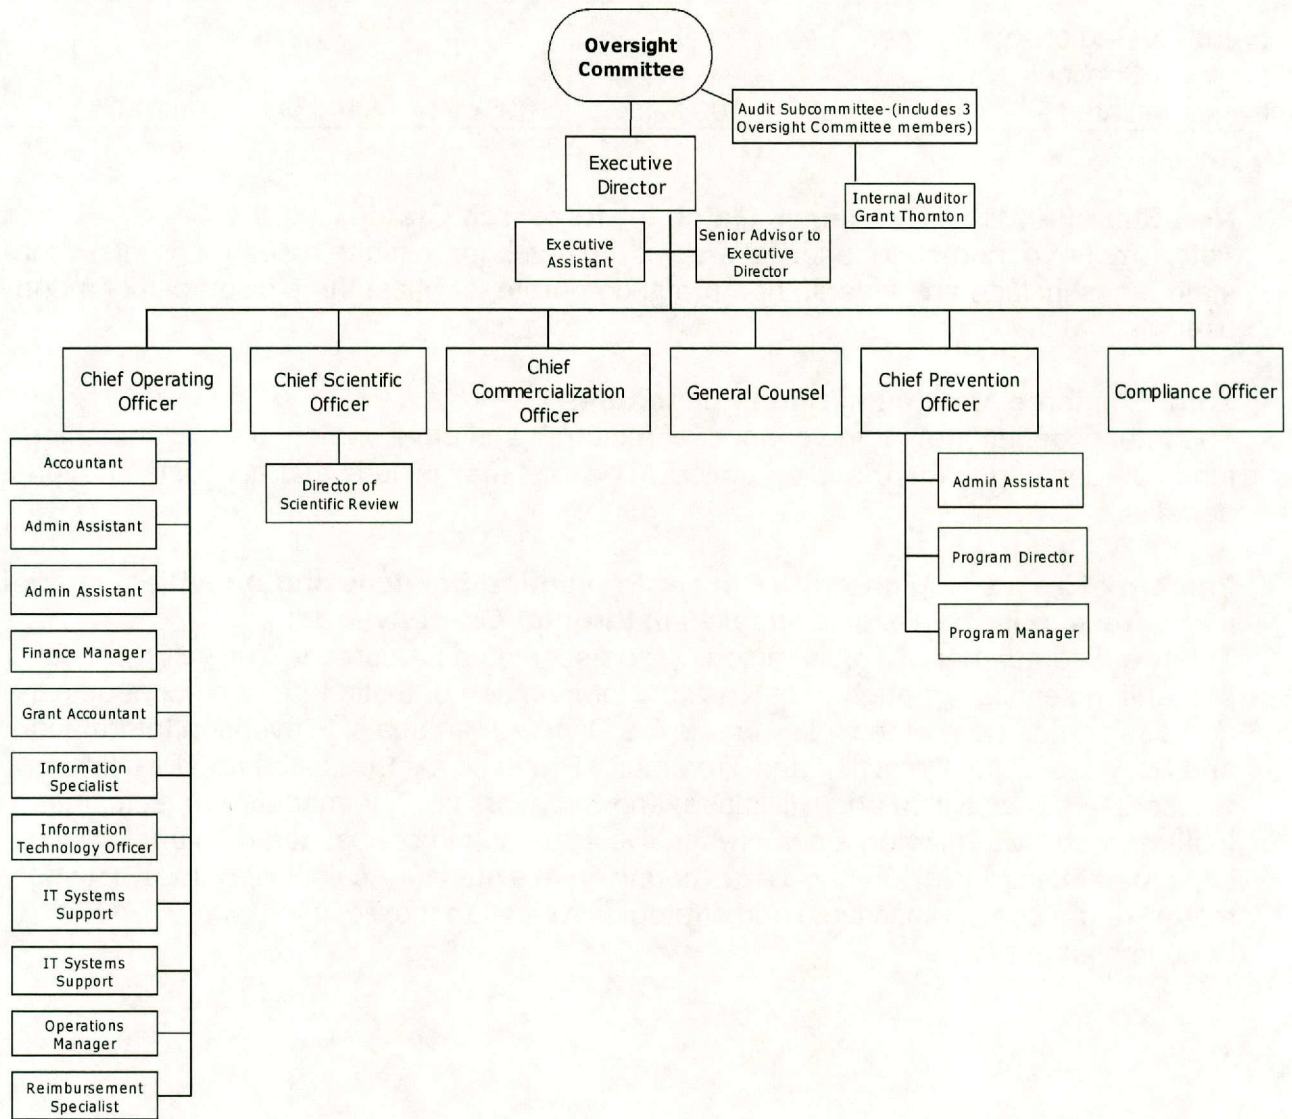 Oversight
Committee
Audit Subcommittee-(includes 3
Oversight Committee members)
Executive
Director
Internal Auditor
Grant Thornton
Executive
Assistant
Senior Advisor to
Executive
Director
Chief Operating
Officer
Chief Scientific
Officer
Chief
Commercialization
Officer
General Counsel
Chief Prevention
Officer
Compliance Officer
Accountant
Admin Assistant
Admin Assistant
Finance Manager
Grant Accountant
Information
Specialist
Information
Technology Officer
IT Systems
Support
IT Systems
Support
Operations
Manager
Reimbursement
Specialist
Director of
Scientific Review
Admin Assistant
Program Director
Program Manager